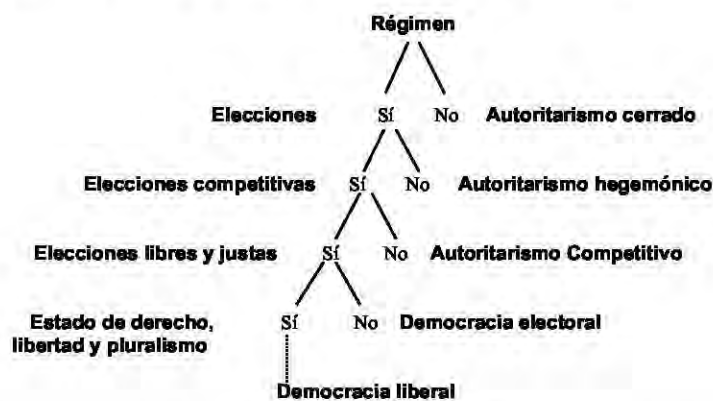 Régimen
Elecciones Sí No Autoritarismo cerrado
Elecciones competitivas Sí No Autoritarismo hegemónico
Elecciones libres y justas Sí No Autoritarismo Competitivo
Estado de derecho, Sí No Democracia electoral
libertad y pluralismo
Democracia liberal